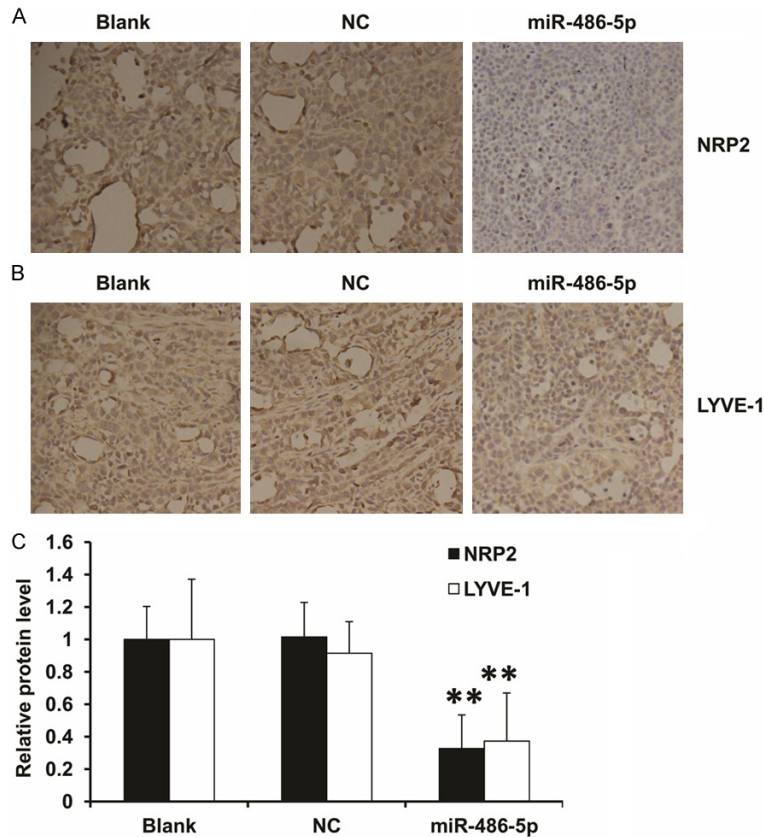 A
Blank NC miR-486-5p
NRP2
B
Blank NC miR-486-5p
LYVE-1
C
Relative protein level
1.6
1.4
1.2
1
0.8
0.6
0.4
0.2
0
NRP2
LYVE-1
** **
Blank NC miR-486-5p